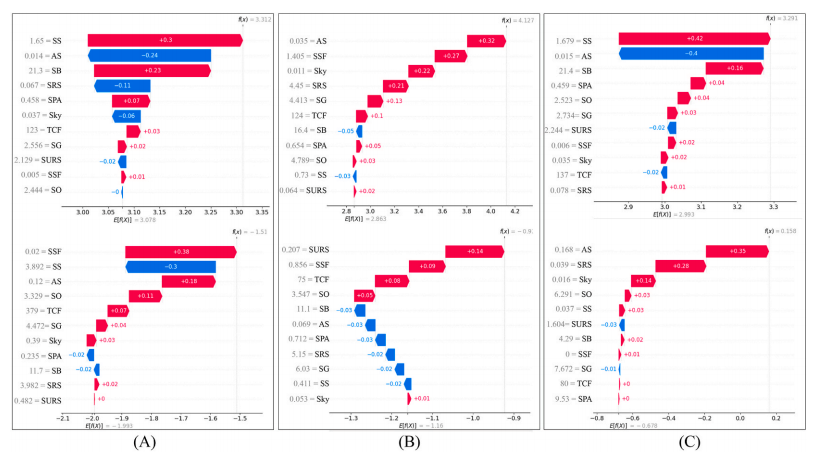 f(x) = 3.312
1.65 = SS +0.3
0.014 = AS −0.24
21.3 = SB +0.23
0.067 = SRS −0.11
0.458 = SPA +0.07
0.037 = Sky −0.06
123 = TCF +0.03
2.556 = SG +0.02
2.129 = SURS −0.02
0.005 = SSF +0.01
2.444 = SO −0
3.00 3.05 3.10 3.15 3.20 3.25 3.30 3.35
E[f(X)] = 3.078
f(x) = 4.127
0.035 = AS +0.32
1.405 = SSF +0.27
0.011 = Sky +0.22
4.45 = SRS +0.21
4.413 = SG +0.13
124 = TCF +0.1
16.4 = SB −0.05
0.654 = SPA +0.05
4.789= SO +0.03
0.73 = SS −0.03
0.064 = SURS +0.02
2.8 3.0 3.2 3.4 3.6 3.8 4.0 4.2
E[f(X)] = 2.863
f(x) = 3.291
1.679 = SS +0.42
0.015 = AS −0.4
21.4 = SB +0.16
0.459 = SPA +0.04
2.523 = SO +0.04
2.734= SG +0.03
2.244 = SURS −0.02
0.006 = SSF +0.02
0.035 = Sky +0.02
137 = TCF −0.02
0.078 = SRS +0.01
2.9 3.0 3.1 3.2 3.3
E[f(X)] = 2.993
f(x) = −1.51
0.02 = SSF +0.38
3.892 = SS −0.3
0.12 = AS +0.18
3.329 = SO +0.11
379 = TCF +0.07
4.472= SG +0.04
0.39 = Sky +0.03
0.235 = SPA −0.02
11.7 = SB −0.02
3.982 = SRS +0.02
0.482 = SURS +0
−2.1 −2.0 −1.9 −1.8 −1.7 −1.6 −1.5
E[f(X)] = −1.993
f(x) = −0.9
0.207 = SURS +0.14
0.856 = SSF +0.09
75 = TCF +0.08
3.547 = SO +0.05
11.1 = SB −0.03
0.069 = AS −0.03
0.712 = SPA −0.03
5.15 = SRS −0.02
6.03 = SG −0.02
0.411 = SS −0.02
0.053 = Sky +0.01
−1.3 −1.2 −1.1 −1.0 −0.9
E[f(X)] = −1.16
f(x) = 0.158
0.168 = AS +0.35
0.039 = SRS +0.28
0.016 = Sky +0.14
6.291 = SO +0.03
0.037 = SS +0.03
1.604= SURS −0.03
4.29 = SB +0.02
0 = SSF +0.01
7.672 = SG −0.01
80 = TCF +0
9.53 = SPA +0
−0.8 −0.6 −0.4 −0.2 0.0 0.2
E[f(X)] = −0.678
(A) (B) (C)